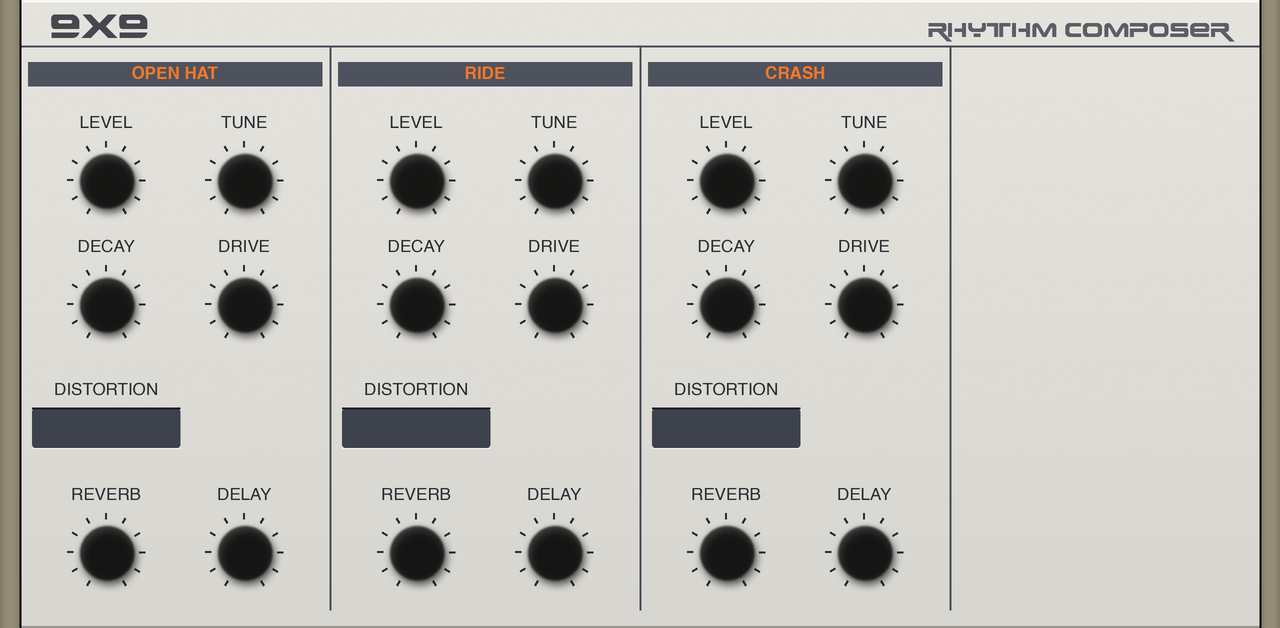 9X9
RHYTHM COMPOSER
OPEN HAT
RIDE
CRASH
LEVEL TUNE LEVEL TUNE LEVEL TUNE
DECAY DRIVE DECAY DRIVE DECAY DRIVE
DISTORTION DISTORTION DISTORTION
REVERB DELAY REVERB DELAY REVERB DELAY